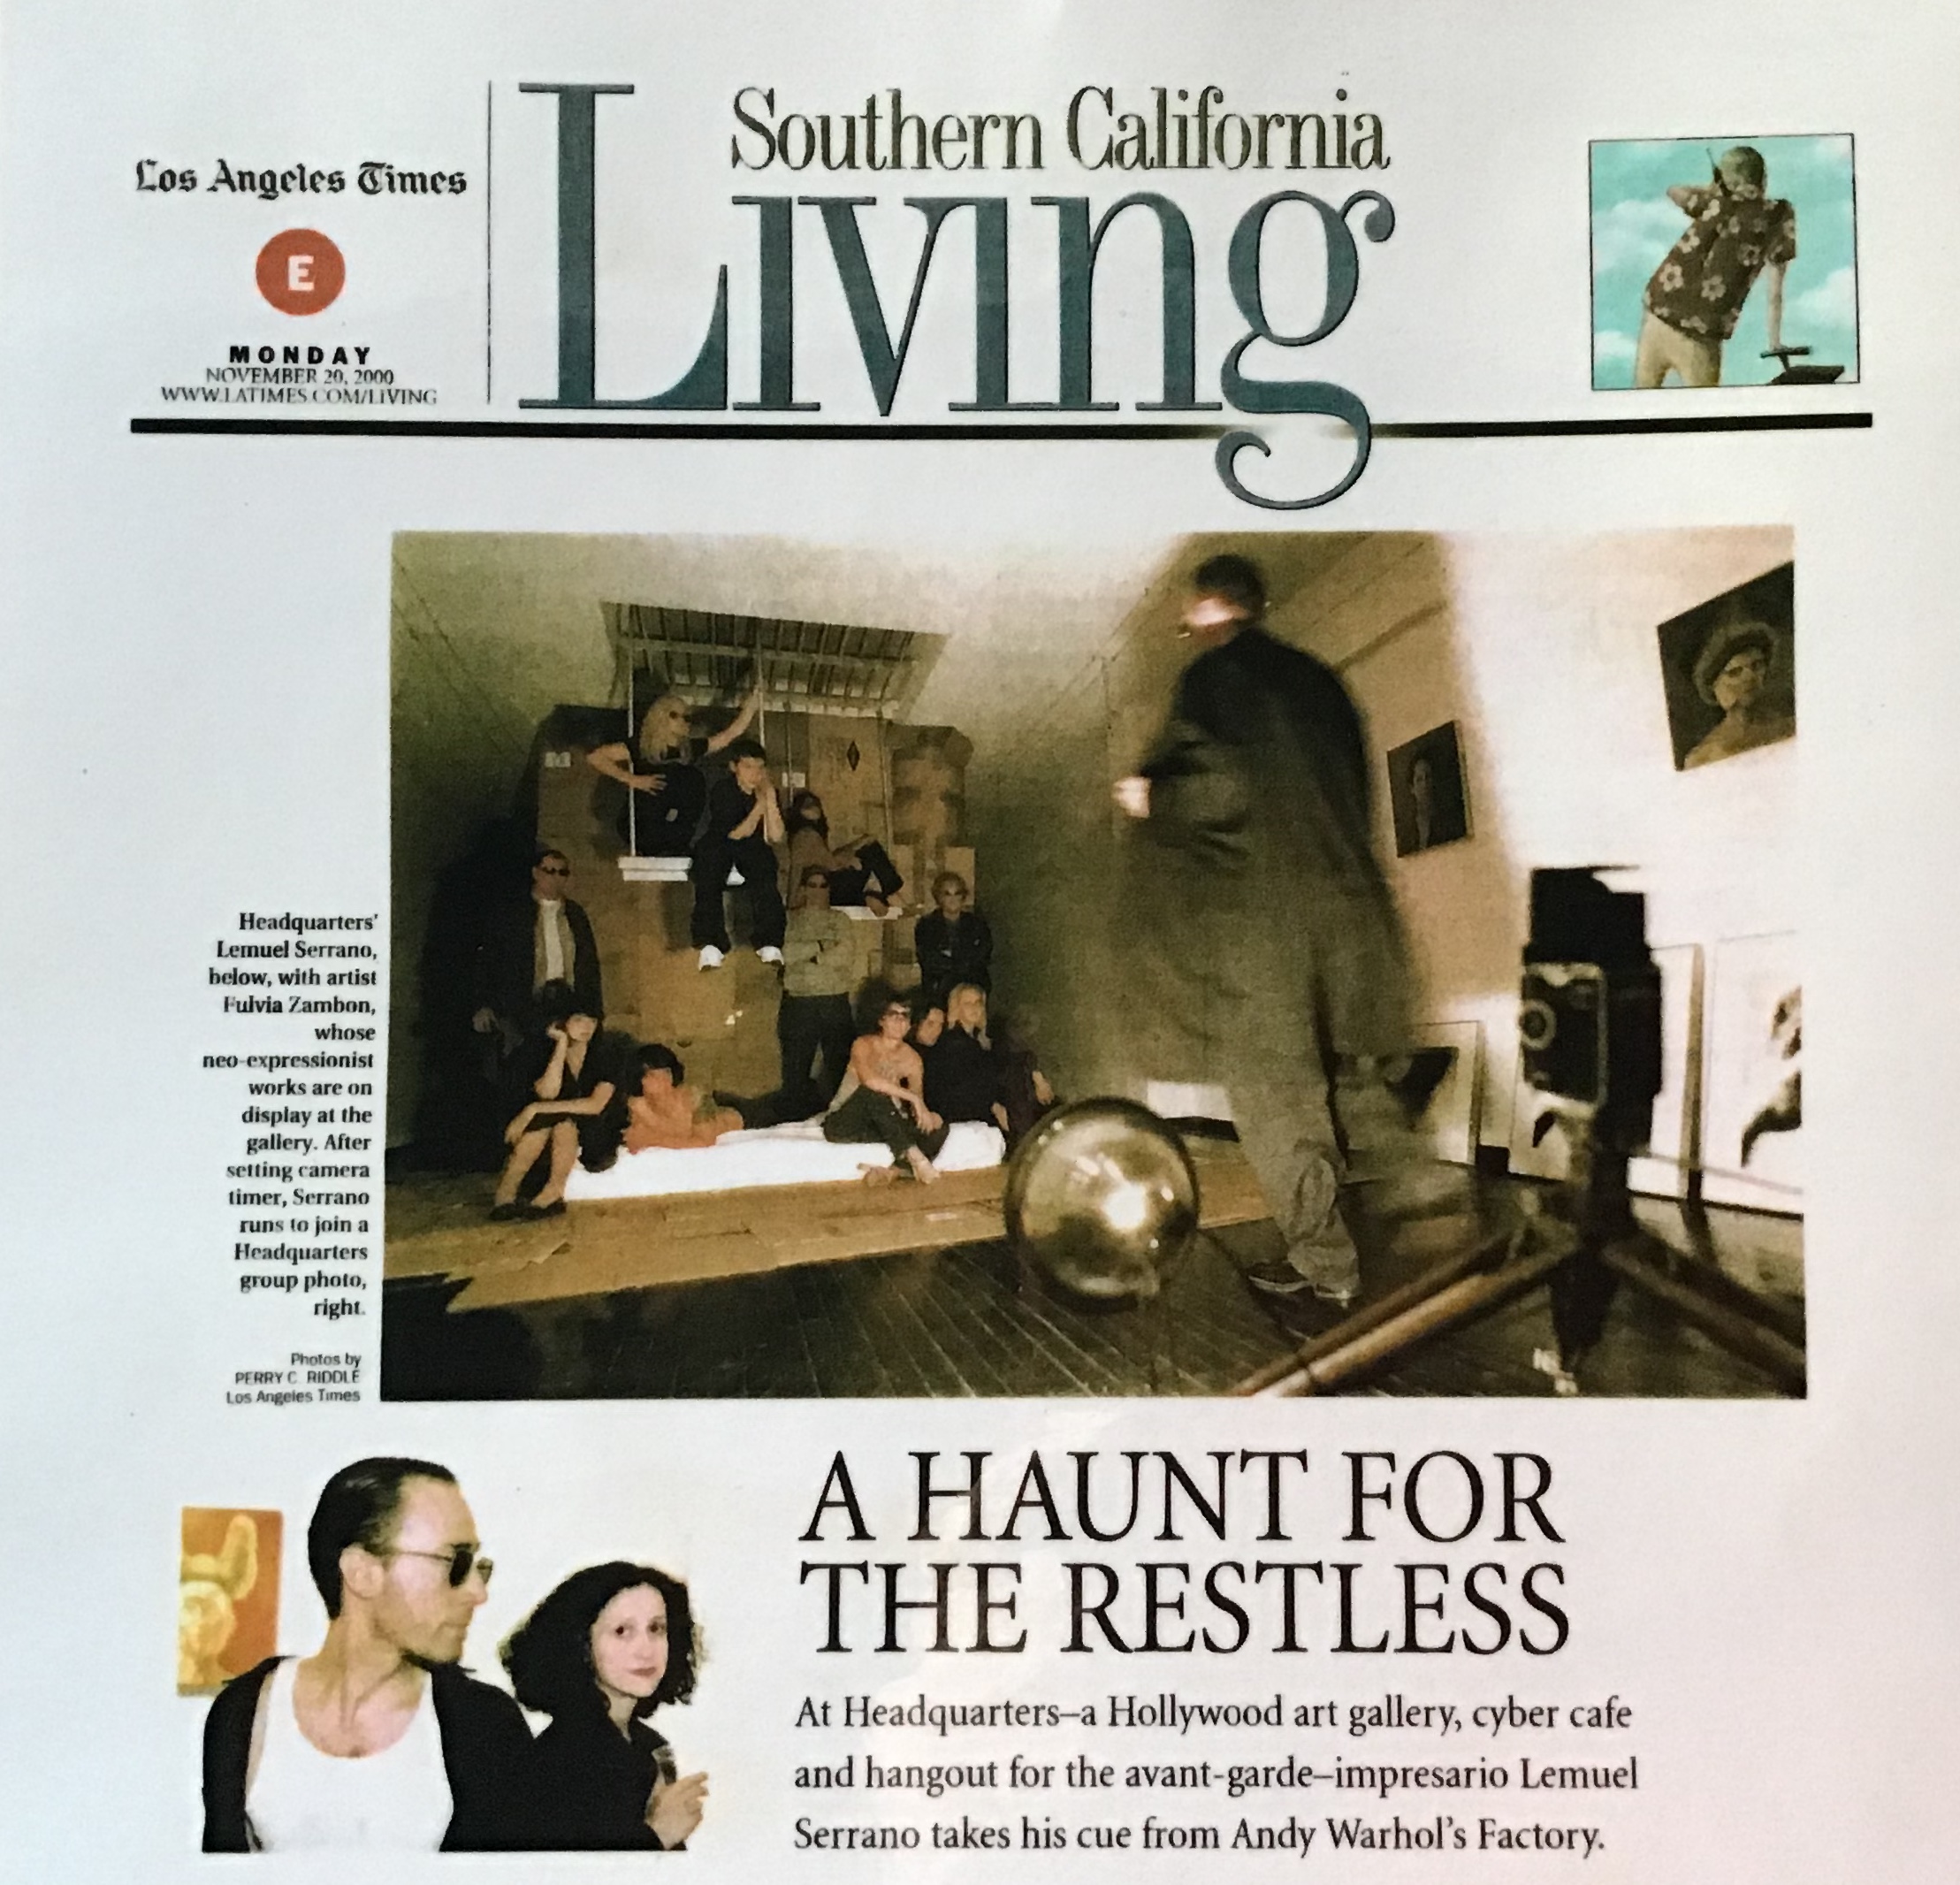 Los Angeles Times
E
MONDAY
NOVEMBER 20, 2000
WWW.LATIMES.COM/LIVING
Southern California
Living
Headquarters'
Lemuel Serrano,
below, with artist
Fulvia Zambon,
whose
neo-expressionist
works are on
display at the
gallery. After
setting camera
timer, Serrano
runs to join a
Headquarters
group photo,
right.
Photos by
PERRY C. RIDDLE
Los Angeles Times
A HAUNT FOR
THE RESTLESS
At Headquarters–a Hollywood art gallery, cyber cafe
and hangout for the avant-garde–impresario Lemuel
Serrano takes his cue from Andy Warhol's Factory.